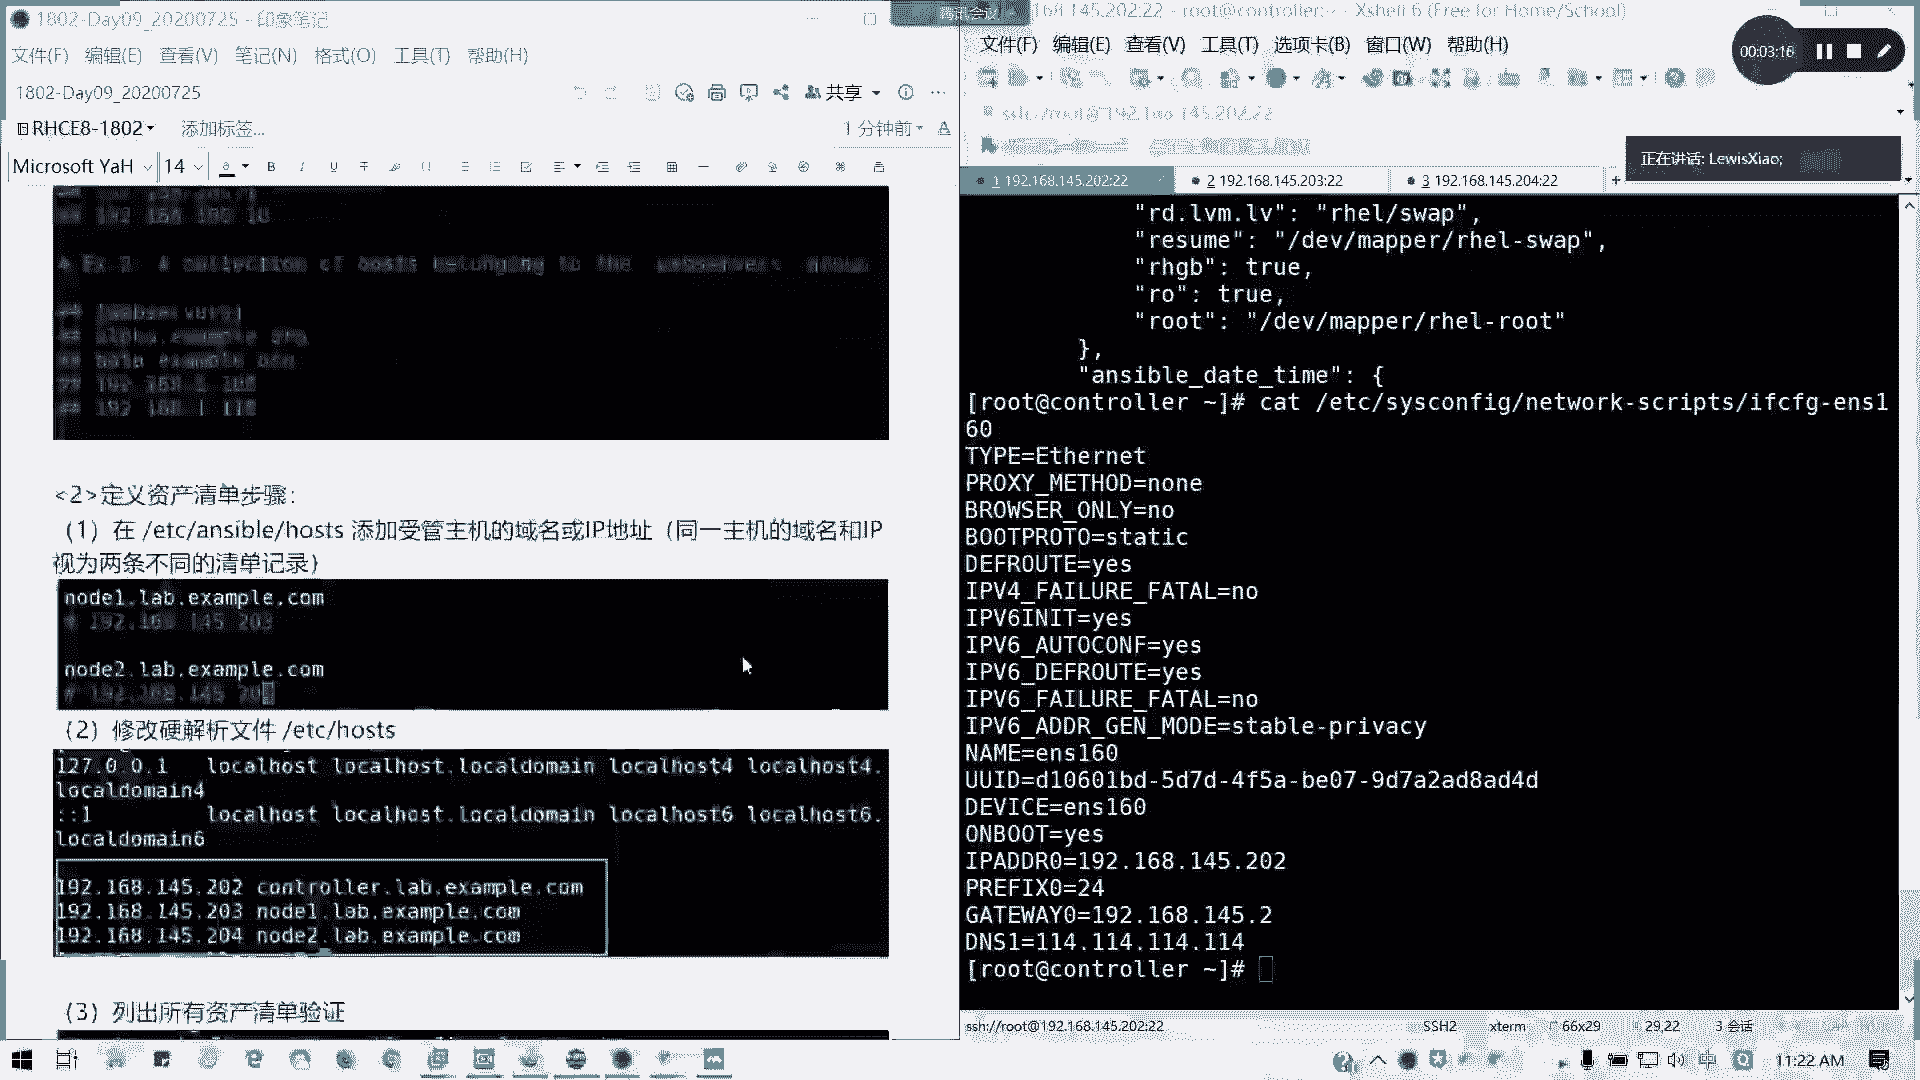 1802-Day09_20200725 - 印象笔记
文件(F) 编辑(E) 查看(V) 笔记(N) 格式(O) 工具(T) 帮助(H)
1802-Day09_20200725
共享
RHCE8-1802
添加标签...
1 分钟前
Microsoft YaH
14
<2>定义资产清单步骤：
（1）在 /etc/ansible/hosts 添加受管主机的域名或IP地址（同一主机的域名和IP
视为两条不同的清单记录）
node1.lab.example.com
# 192.168.145.203
node2.lab.example.com
（2）修改硬解析文件 /etc/hosts
127.0.0.1 localhost localhost.localdomain localhost4 localhost4.
localdomain4
::1 localhost localhost.localdomain localhost6 localhost6.
localdomain6
192.168.145.202 controller.lab.example.com
192.168.145.203 node1.lab.example.com
192.168.145.204 node2.lab.example.com
（3）列出所有资产清单验证
腾讯会议
168.145.202:22 - root@controller:~ - Xshell 6 (Free for Home/School)
文件(F) 编辑(E) 查看(V) 工具(T) 选项卡(B) 窗口(W) 帮助(H)
00:03:16
正在讲话: LewisXiao;
1 192.168.145.202:22
2 192.168.145.203:22
3 192.168.145.204:22
"rd.lvm.lv": "rhel/swap",
"resume": "/dev/mapper/rhel-swap",
"rhgb": true,
"ro": true,
"root": "/dev/mapper/rhel-root"
},
"ansible_date_time": {
[root@controller ~]# cat /etc/sysconfig/network-scripts/ifcfg-ens1
60
TYPE=Ethernet
PROXY_METHOD=none
BROWSER_ONLY=no
BOOTPROTO=static
DEFROUTE=yes
IPV4_FAILURE_FATAL=no
IPV6INIT=yes
IPV6_AUTOCONF=yes
IPV6_DEFROUTE=yes
IPV6_FAILURE_FATAL=no
IPV6_ADDR_GEN_MODE=stable-privacy
NAME=ens160
UUID=d10601bd-5d7d-4f5a-be07-9d7a2ad8ad4d
DEVICE=ens160
ONBOOT=yes
IPADDR0=192.168.145.202
PREFIX0=24
GATEWAY0=192.168.145.2
DNS1=114.114.114.114
[root@controller ~]#
ssh://root@192.168.145.202:22
SSH2
xterm
66x29
29,22
3 会话
中
11:22 AM